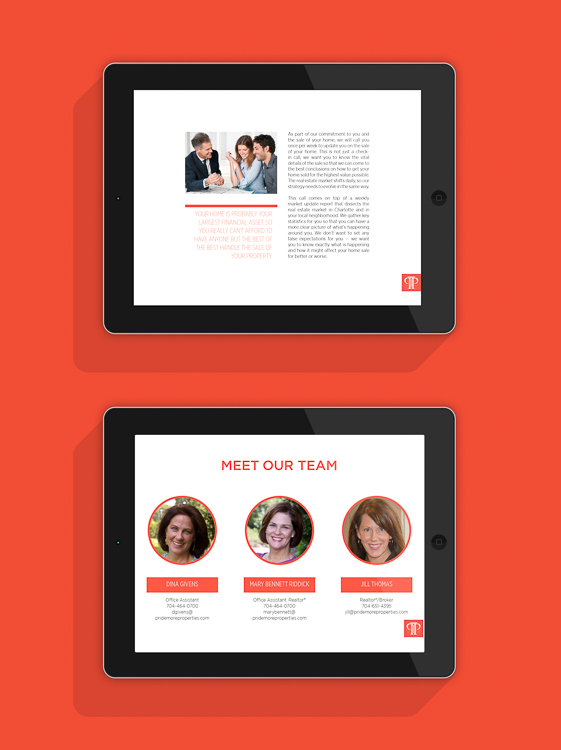 As part of our commitment to you and
the sale of your home, we will call you
once per week to update you on the sale
of your home. This is not just a check-
in call, we want you to know the vital
details of the sale so that we can come to
the best conclusions on how to get your
home sold for the highest value possible.
The real estate market shifts daily, so our
strategy needs to evolve in the same way.
This call comes on top of a weekly
market update report that dissects the
real estate market in Charlotte and in
your local neighborhood. We gather key
statistics for you so that you can have a
more clear picture of what's happening
around you. We don't want to set any
false expectations for you – we want
you to know exactly what is happening
and how it might affect your home sale
for better or worse.
YOUR HOME IS PROBABLY YOUR
LARGEST FINANCIAL ASSET. SO
YOU REALLY CAN'T AFFORD TO
HAVE ANYONE BUT THE BEST OF
THE BEST HANDLE THE SALE OF
YOUR PROPERTY
MEET OUR TEAM
DINA GIVENS
Office Assistant
704-464-0700
dgivens@
pridemoreproperties.com
MARY BENNETT RIDDICK
Office Assistant, Realtor®
704-464-0700
marybennett@
pridemoreproperties.com
JILL THOMAS
Realtor®/Broker
704-651-4395
jill@pridemoreproperties.com